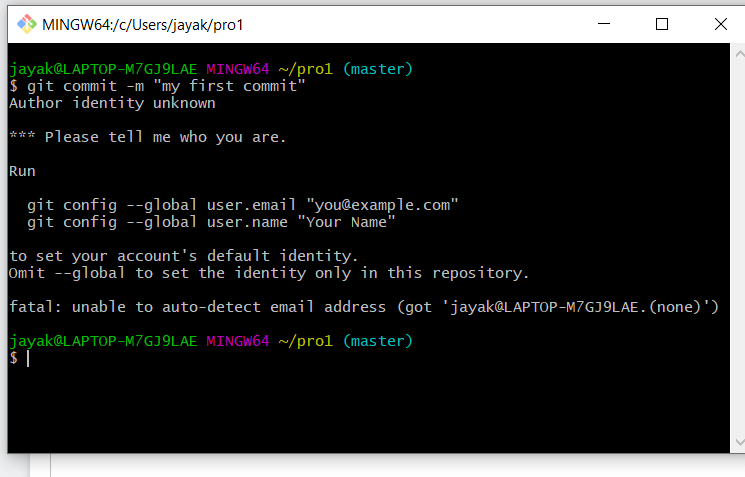 MINGW64:/c/Users/jayak/pro1
jayak@LAPTOP-M7GJ9LAE MINGW64 ~/pro1 (master)
$ git commit -m "my first commit"
Author identity unknown
*** Please tell me who you are.
Run
git config --global user.email "you@example.com"
git config --global user.name "Your Name"
to set your account's default identity.
Omit --global to set the identity only in this repository.
fatal: unable to auto-detect email address (got 'jayak@LAPTOP-M7GJ9LAE.(none)')
jayak@LAPTOP-M7GJ9LAE MINGW64 ~/pro1 (master)
$